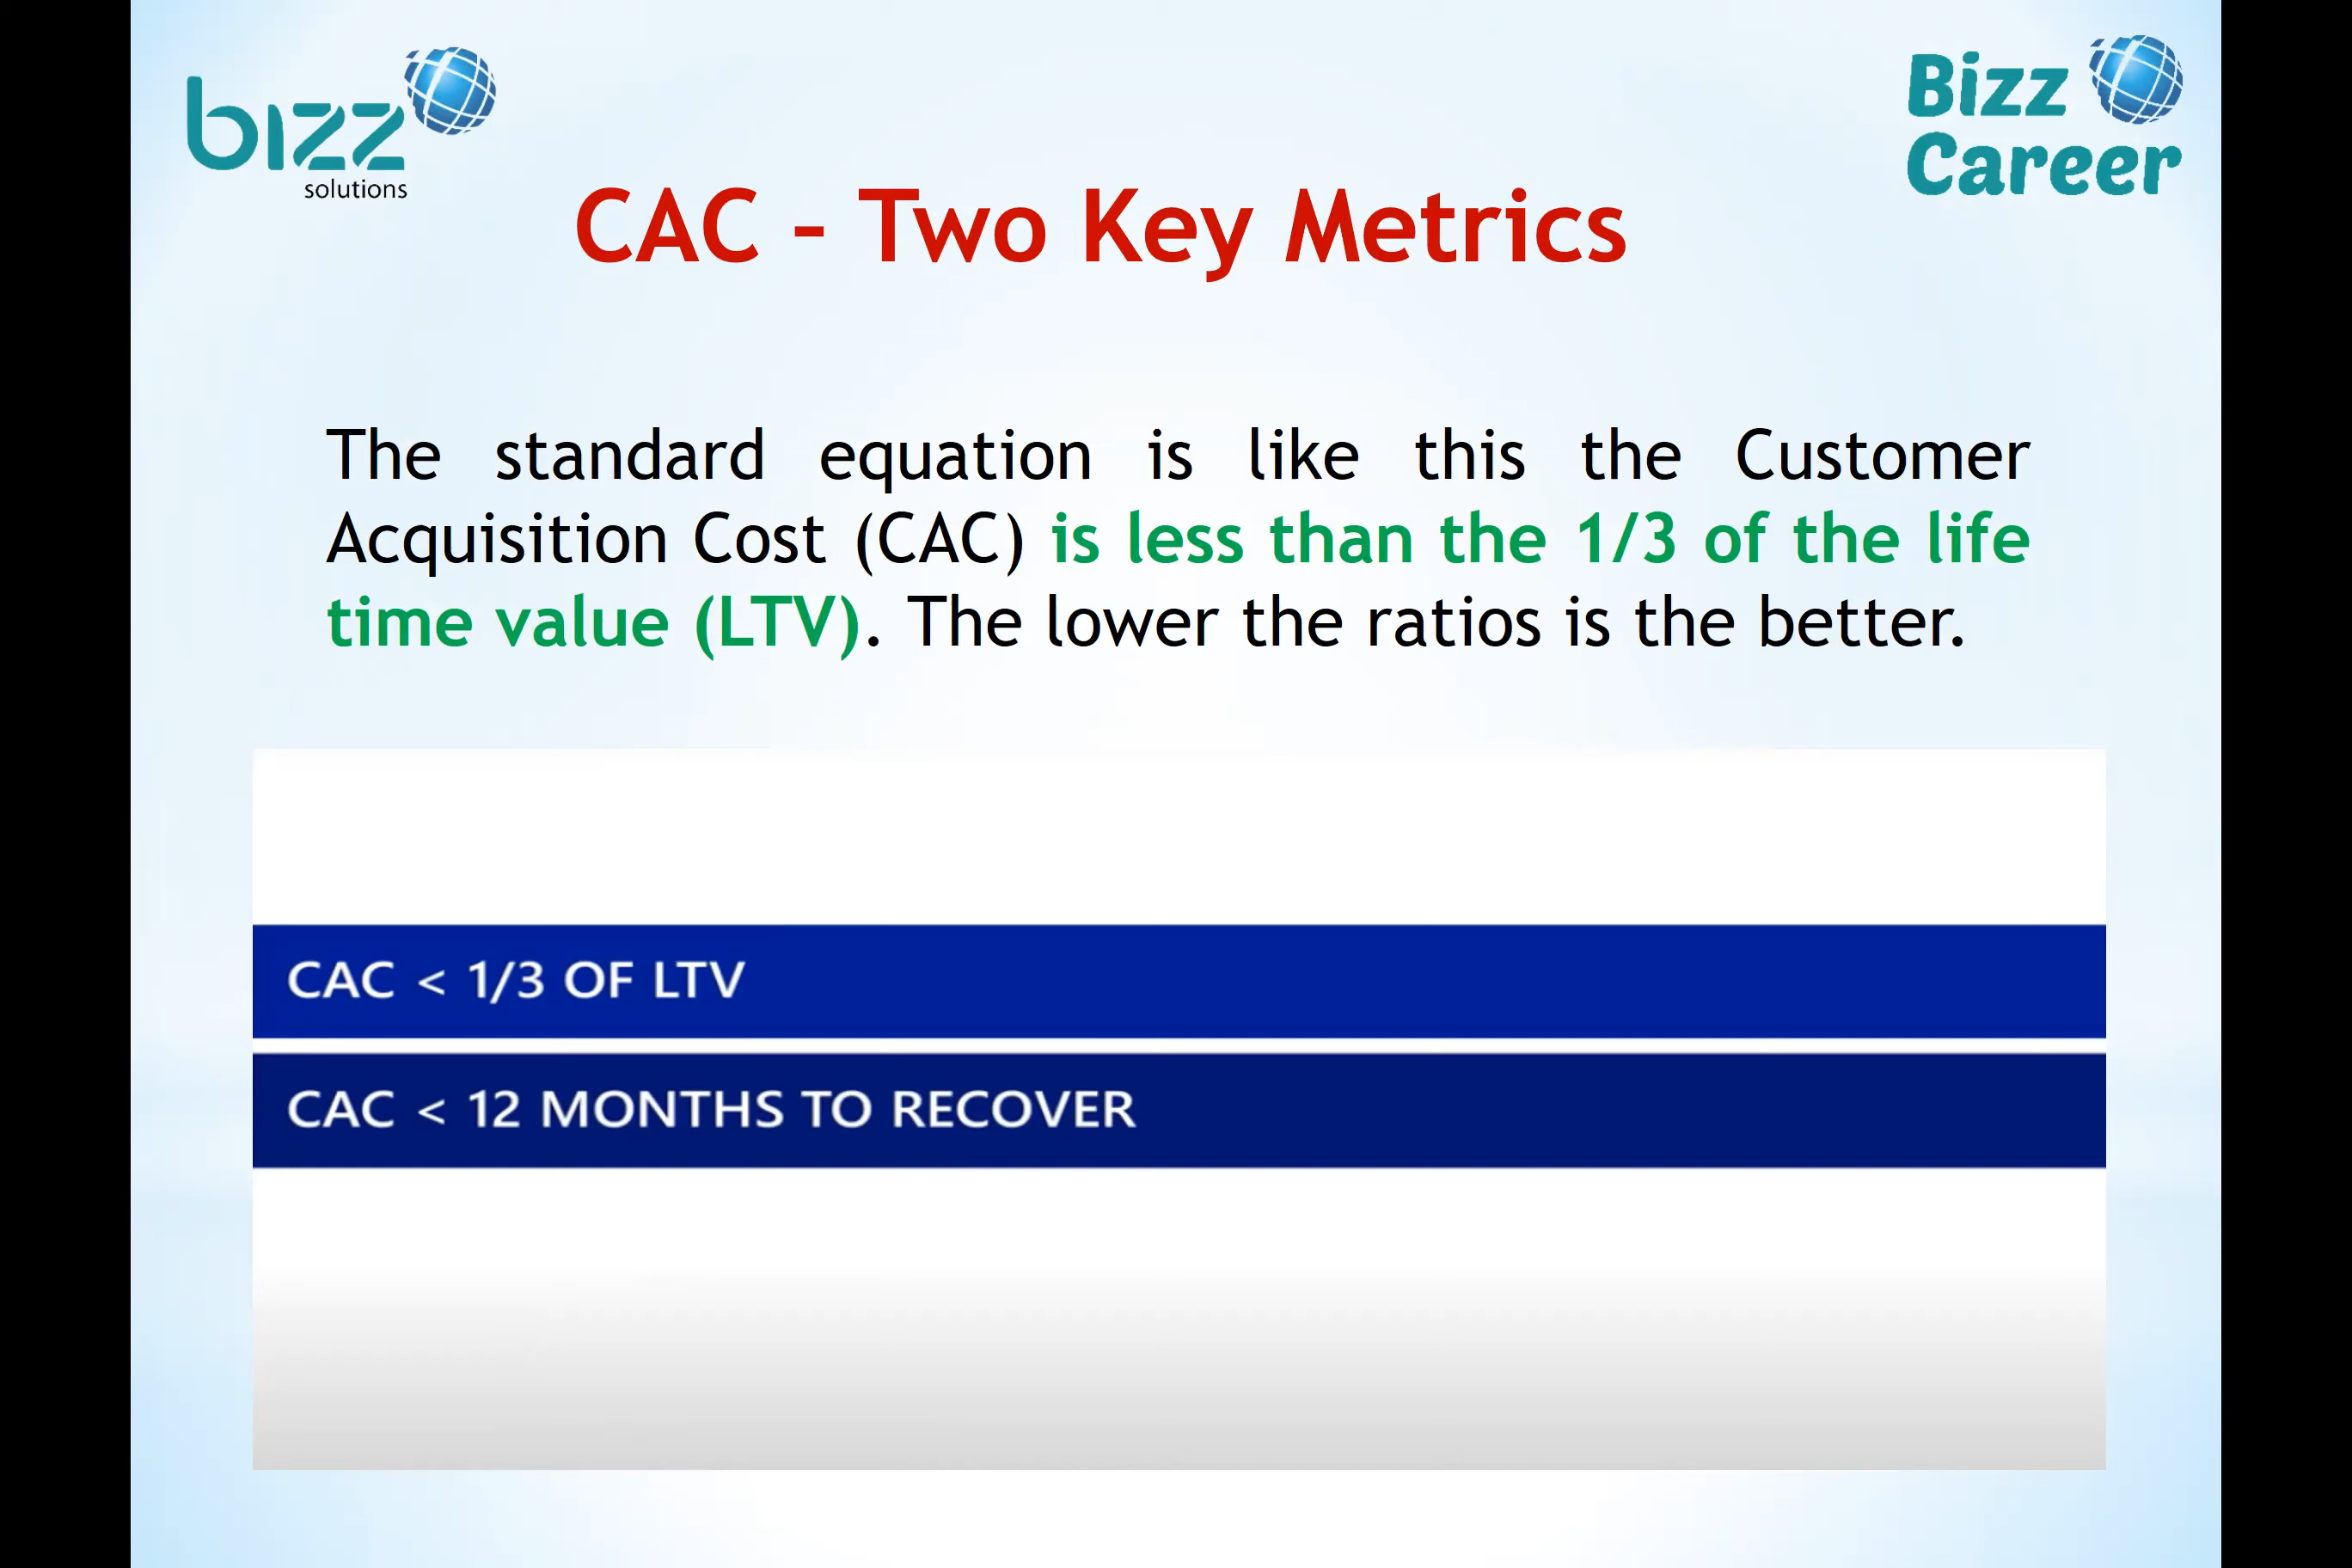 bizz
solutions
Bizz
Career
CAC - Two Key Metrics
The standard equation is like this the Customer
Acquisition Cost (CAC) is less than the 1/3 of the life
time value (LTV). The lower the ratios is the better.
CAC < 1/3 OF LTV
CAC < 12 MONTHS TO RECOVER